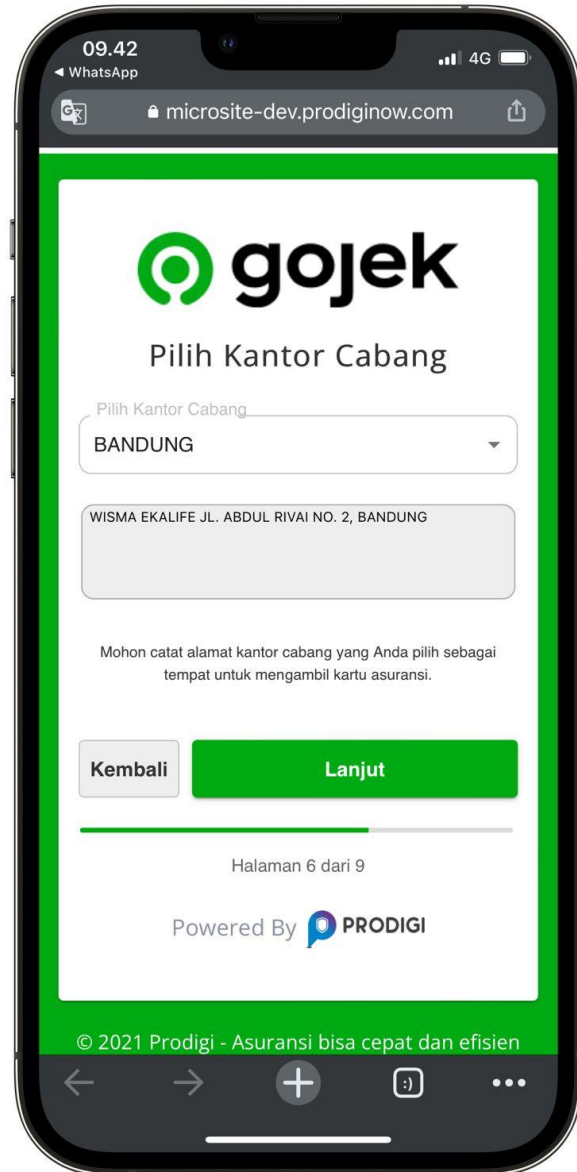 09.42
4G
◀ WhatsApp
microsite-dev.prodiginow.com
gojek
Pilih Kantor Cabang
Pilih Kantor Cabang
BANDUNG
WISMA EKALIFE JL. ABDUL RIVAI NO. 2, BANDUNG
Mohon catat alamat kantor cabang yang Anda pilih sebagai
tempat untuk mengambil kartu asuransi.
Kembali
Lanjut
Halaman 6 dari 9
Powered By PRODIGI
© 2021 Prodigi - Asuransi bisa cepat dan efisien
:)